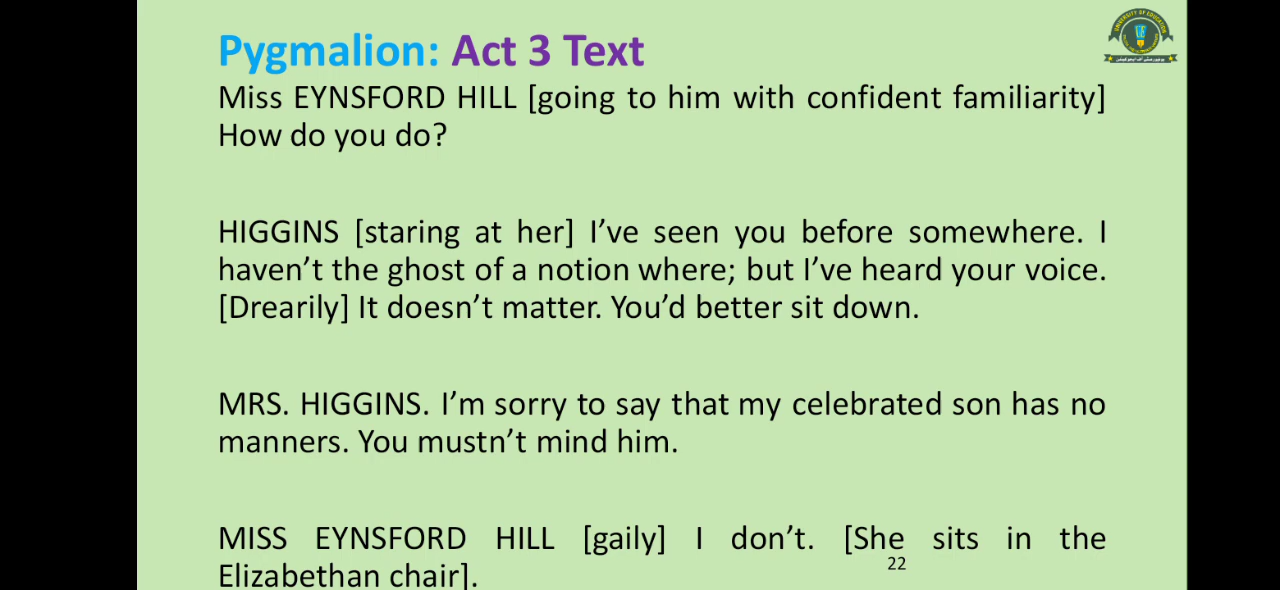 Pygmalion: Act 3 Text
UNIVERSITY OF EDUCATION
Miss EYNSFORD HILL [going to him with confident familiarity]
How do you do?
HIGGINS [staring at her] I’ve seen you before somewhere. I
haven’t the ghost of a notion where; but I’ve heard your voice.
[Drearily] It doesn’t matter. You’d better sit down.
MRS. HIGGINS. I’m sorry to say that my celebrated son has no
manners. You mustn’t mind him.
MISS EYNSFORD HILL [gaily] I don’t. [She sits in the
Elizabethan chair].
22